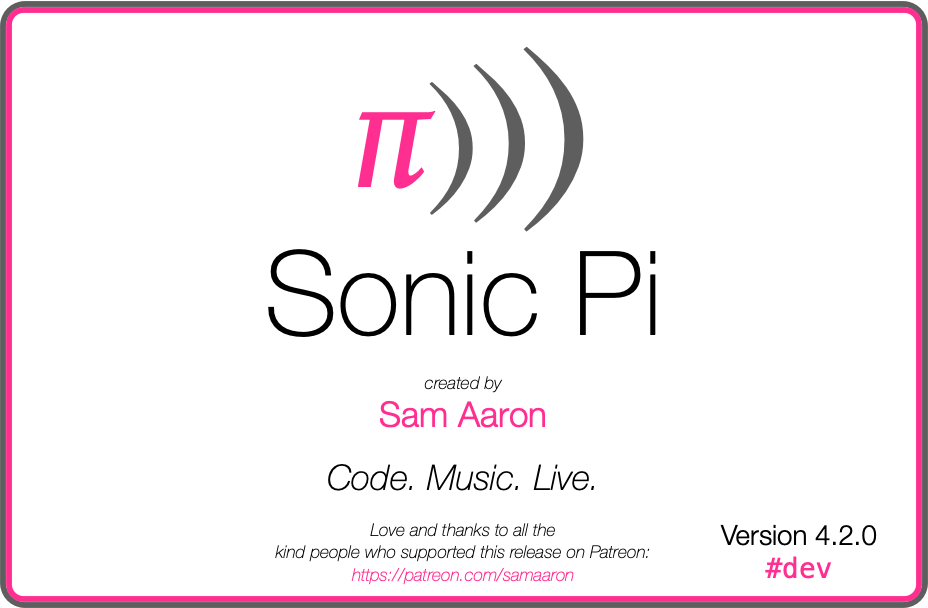 π
Sonic Pi
created by
Sam Aaron
Code. Music. Live.
Love and thanks to all the
kind people who supported this release on Patreon:
https://patreon.com/samaaron
Version 4.2.0
#dev